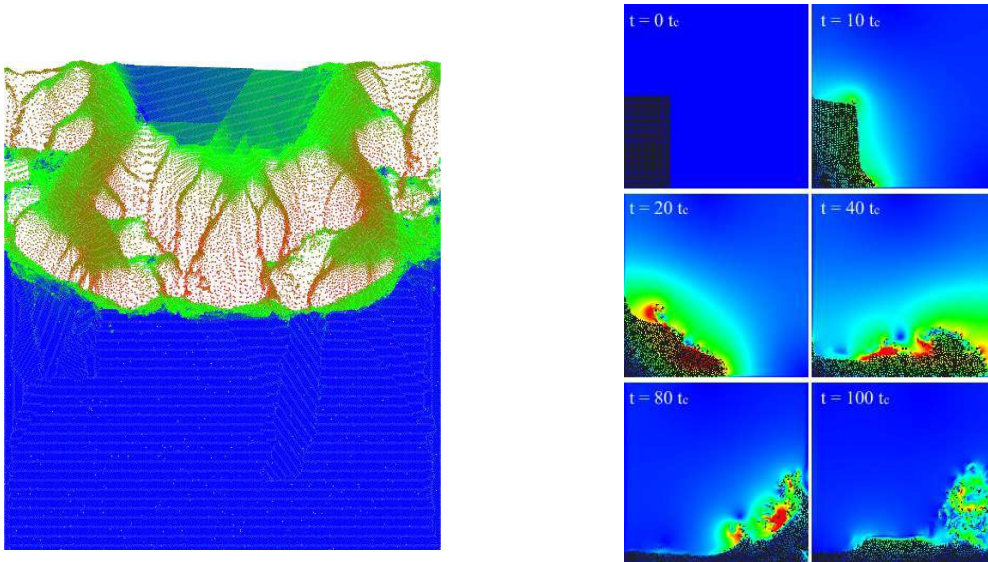 t = 0 tc
t = 10 tc
t = 20 tc
t = 40 tc
t = 80 tc
t = 100 tc